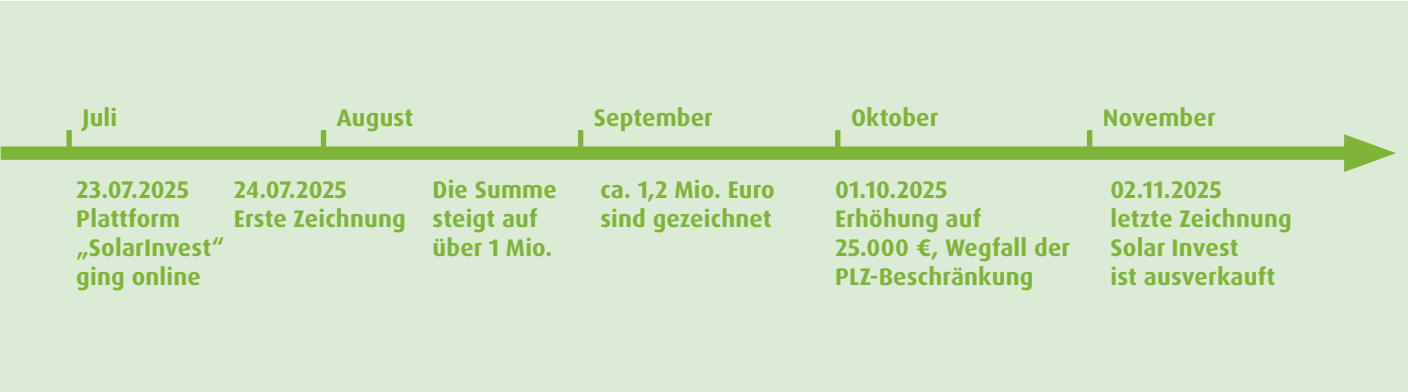 Juli
August
September
Oktober
November
23.07.2025
Plattform
„SolarInvest“
ging online
24.07.2025
Erste Zeichnung
Die Summe
steigt auf
über 1 Mio.
ca. 1,2 Mio. Euro
sind gezeichnet
01.10.2025
Erhöhung auf
25.000 €, Wegfall der
PLZ-Beschränkung
02.11.2025
letzte Zeichnung
Solar Invest
ist ausverkauft